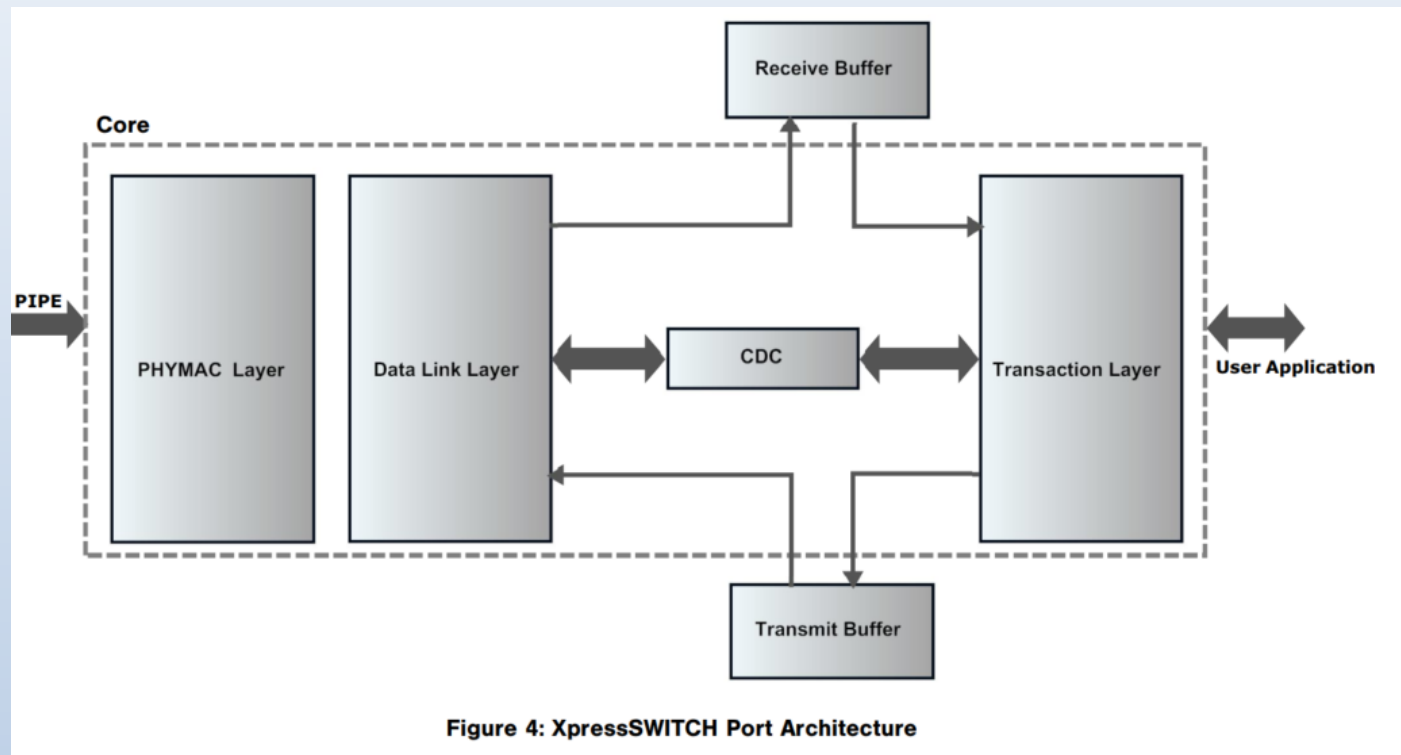 Receive Buffer
Core
PIPE
PHYMAC Layer
Data Link Layer
CDC
Transaction Layer
User Application
Transmit Buffer
Figure 4: XpressSWITCH Port Architecture